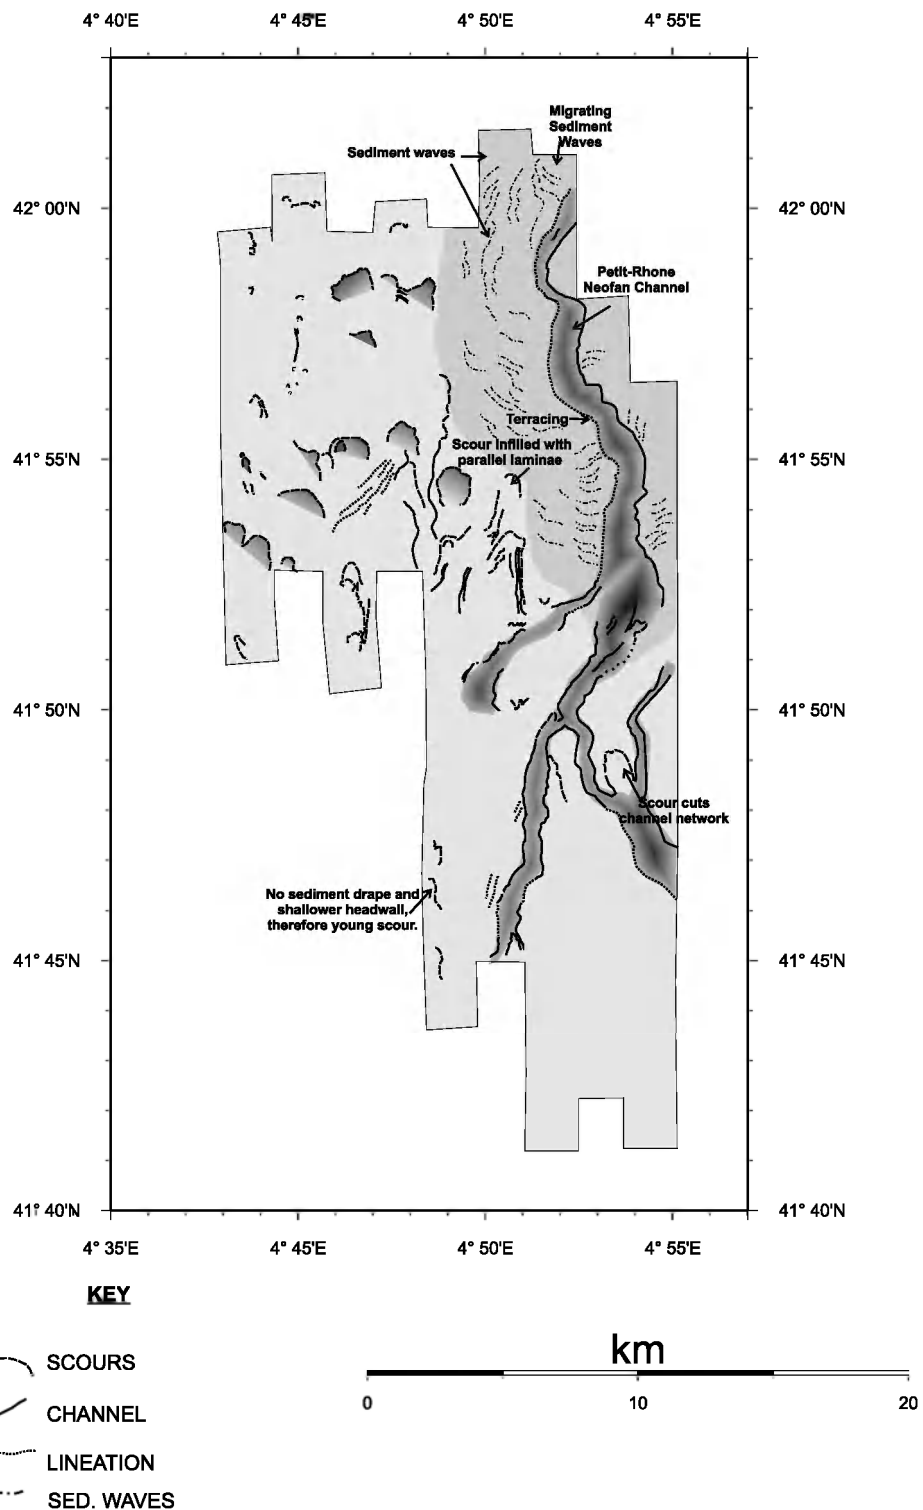 4° 40'E 4° 45'E 4° 50'E 4° 55'E
Migrating
Sediment
Waves
Sediment waves
42° 00'N 42° 00'N
Petit-Rhone
Neofan Channel
Terracing
Scour infilled with
parallel laminae
41° 55'N 41° 55'N
41° 50'N 41° 50'N
Scour cuts
channel network
No sediment drape and
shallower headwall,
therefore young scour.
41° 45'N 41° 45'N
41° 40'N 41° 40'N
4° 35'E 4° 45'E 4° 50'E 4° 55'E
KEY
SCOURS
CHANNEL
LINEATION
SED. WAVES
km
0 10 20